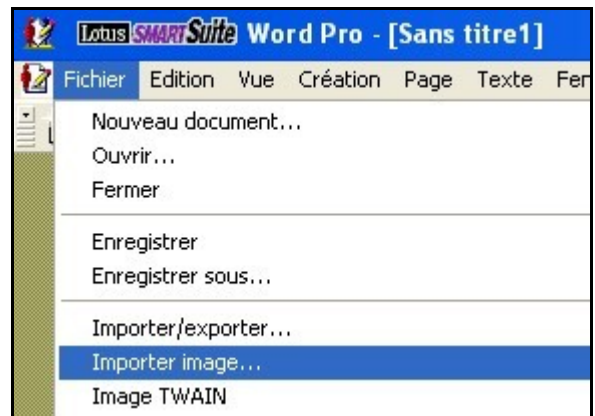 Lotus SMARTSuite Word Pro - [Sans titre1]
Fichier Edition Vue Création Page Texte
Nouveau document...
Ouvrir...
Fermer
Enregistrer
Enregistrer sous...
Importer/exporter...
Importer image...
Image TWAIN